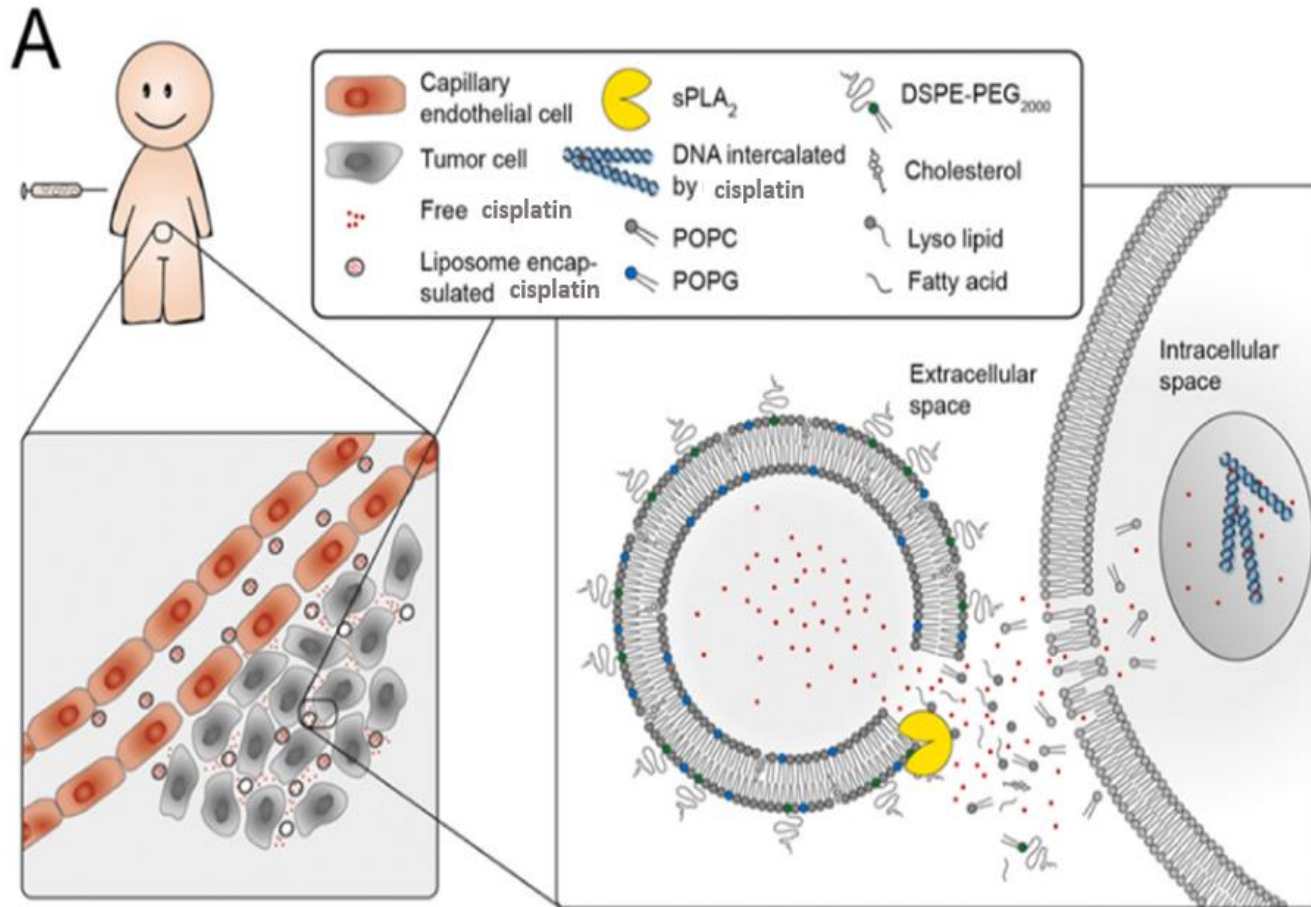 A
Capillary
endothelial cell
Tumor cell
Free cisplatin
Liposome encap-
sulated cisplatin
sPLA2
DNA intercalated
by cisplatin
POPC
POPG
DSPE-PEG2000
Cholesterol
Lyso lipid
Fatty acid
Extracellular
space
Intracellular
space